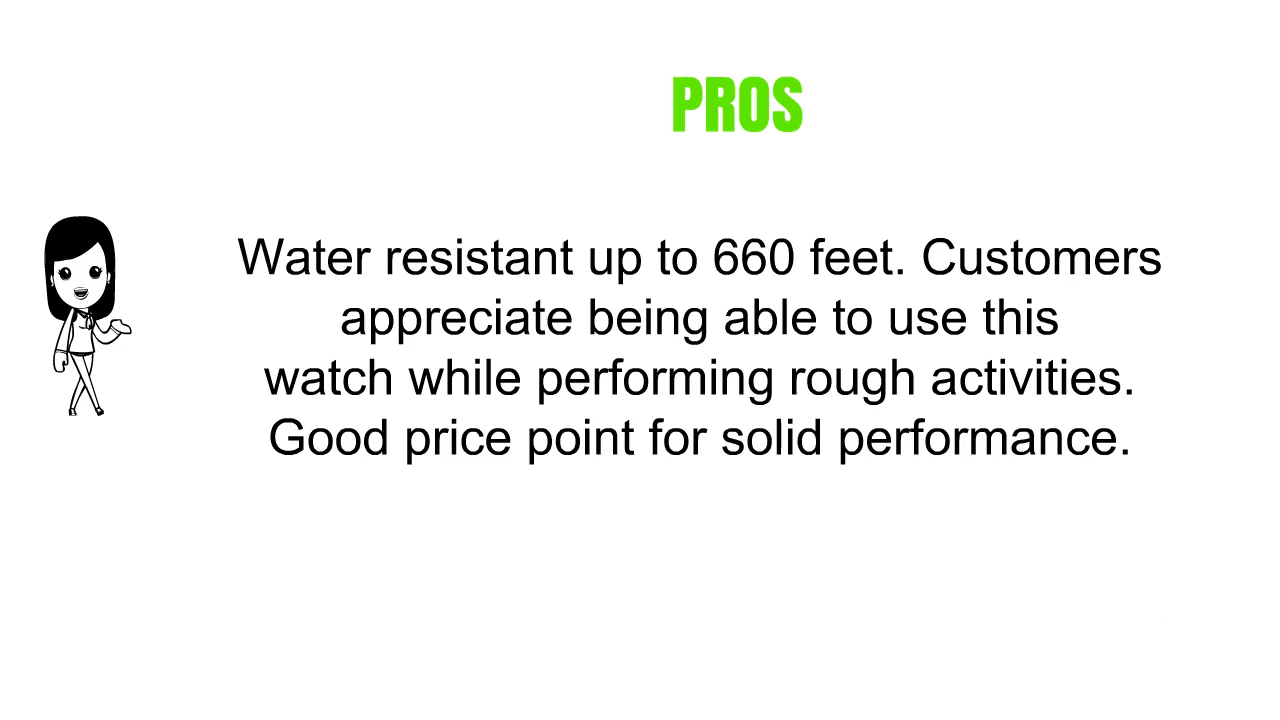 PROS
Water resistant up to 660 feet. Customers
appreciate being able to use this
watch while performing rough activities.
Good price point for solid performance.